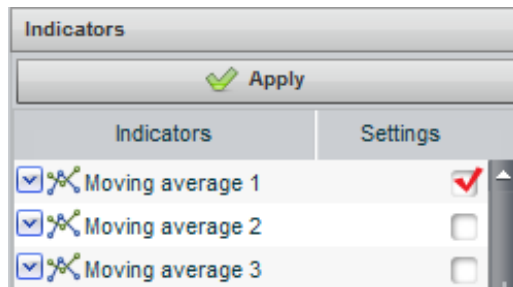 Indicators
Apply
Indicators Settings
Moving average 1
Moving average 2
Moving average 3